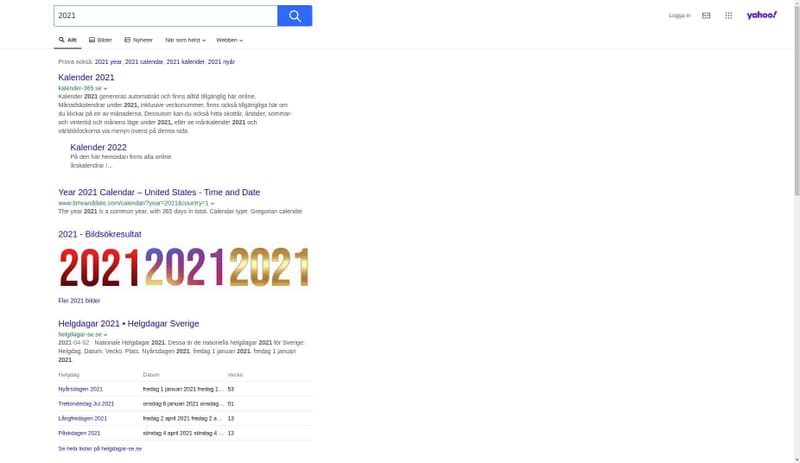 2021
Logga in
yahoo!
Allt Bilder Nyheter När som helst Webben
Prova också: 2021 year, 2021 calendar, 2021 kalender, 2021 nyår
Kalender 2021
kalender-365.se
Kalender 2021 genereras automatiskt och finns alltid tillgänglig här online.
Månadskalendrar under 2021, inklusive veckonummer, finns också tillgängliga här om
du klickar på en av månaderna. Dessutom kan du också hitta skottår, årstider, sommar-
och vintertid och månens läge under 2021, eller se månkalender 2021 och
världsklockorna via menyn överst på denna sida.
Kalender 2022
På den här hemsidan finns alla online
årskalendrar /...
Year 2021 Calendar – United States - Time and Date
www.timeanddate.com/calendar/?year=2021&country=1
The year 2021 is a common year, with 365 days in total. Calendar type: Gregorian calendar
2021 - Bildsökresultat
2021 2021 2021
Fler 2021 bilder
Helgdagar 2021 • Helgdagar Sverige
helgdagar-se.se
2021-04-02 · Nationale Helgdagar 2021. Dessa är de nationella helgdagar 2021 för Sverige:
Helgdag. Datum. Vecko. Plats. Nyårsdagen 2021, fredag 1 januari 2021. fredag 1 januari
2021.
Helgdag Datum Vecko
Nyårsdagen 2021 fredag 1 januari 2021 fredag 1... 53
Trettondedag Jul 2021 onsdag 6 januari 2021 onsdag... 01
Långfredagen 2021 fredag 2 april 2021 fredag 2 a... 13
Påskdagen 2021 söndag 4 april 2021 söndag 4 ... 13
Se hela listan på helgdagar-se.se